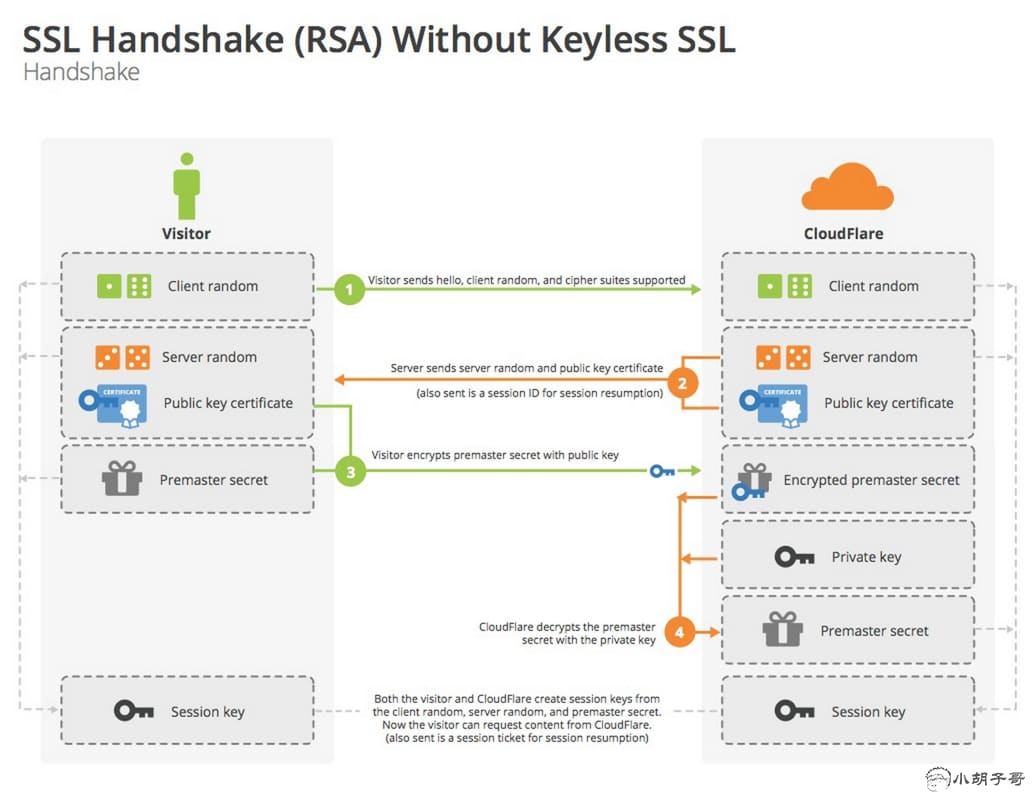 SSL Handshake (RSA) Without Keyless SSL
Handshake
Visitor
CloudFlare
Client random
1
Visitor sends hello, client random, and cipher suites supported
Client random
Server random
Server sends server random and public key certificate
2
(also sent is a session ID for session resumption)
Server random
CERTIFICATE
Public key certificate
CERTIFICATE
Public key certificate
Premaster secret
3
Visitor encrypts premaster secret with public key
Encrypted premaster secret
Private key
CloudFlare decrypts the premaster
secret with the private key
4
Premaster secret
Session key
Both the visitor and CloudFlare create session keys from
the client random, server random, and premaster secret.
Now the visitor can request content from CloudFlare.
(also sent is a session ticket for session resumption)
Session key
小胡子哥